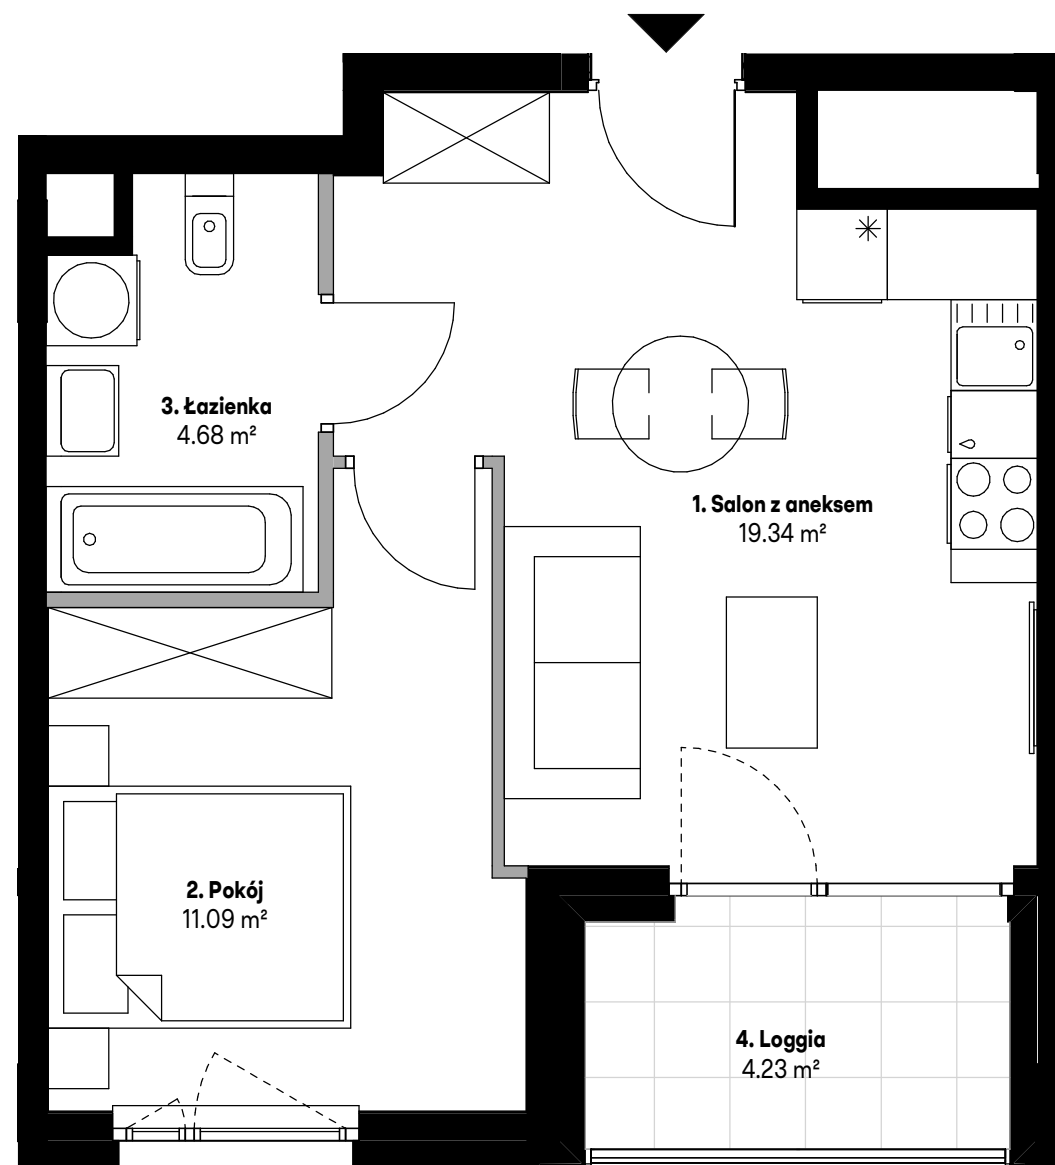 3. Łazienka
4.68 m²
1. Salon z aneksem
19.34 m²
2. Pokój
11.09 m²
4. Loggia
4.23 m²